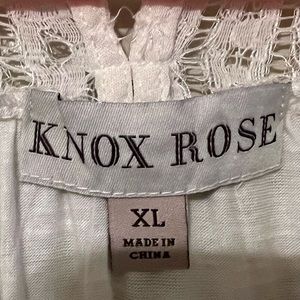 KNOX ROSE
XL
MADE IN
CHINA